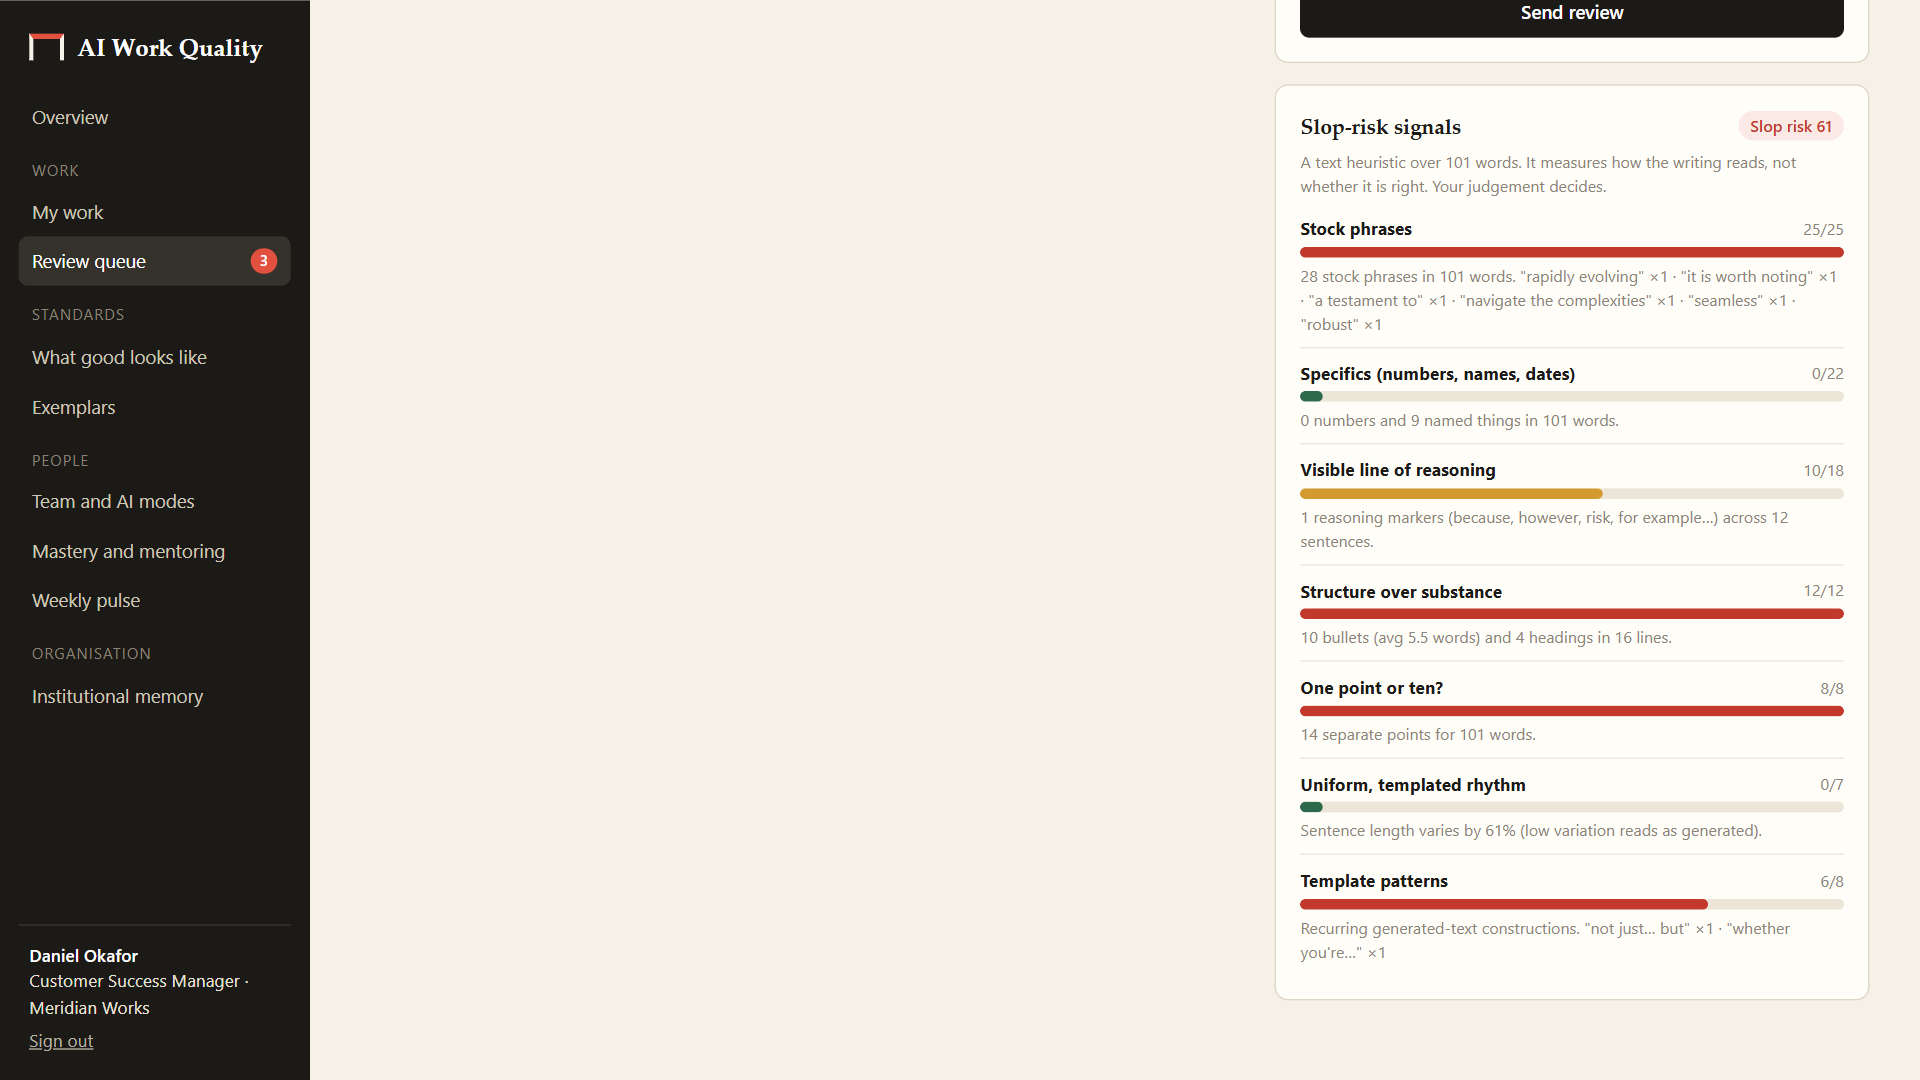 AI Work Quality
Overview
WORK
My work
Review queue
3
STANDARDS
What good looks like
Exemplars
PEOPLE
Team and AI modes
Mastery and mentoring
Weekly pulse
ORGANISATION
Institutional memory
Daniel Okafor
Customer Success Manager ·
Meridian Works
Sign out
Send review
Slop-risk signals
Slop risk 61
A text heuristic over 101 words. It measures how the writing reads, not
whether it is right. Your judgement decides.
Stock phrases
25/25
28 stock phrases in 101 words. "rapidly evolving" ×1 · "it is worth noting" ×1
· "a testament to" ×1 · "navigate the complexities" ×1 · "seamless" ×1 ·
"robust" ×1
Specifics (numbers, names, dates)
0/22
0 numbers and 9 named things in 101 words.
Visible line of reasoning
10/18
1 reasoning markers (because, however, risk, for example...) across 12
sentences.
Structure over substance
12/12
10 bullets (avg 5.5 words) and 4 headings in 16 lines.
One point or ten?
8/8
14 separate points for 101 words.
Uniform, templated rhythm
0/7
Sentence length varies by 61% (low variation reads as generated).
Template patterns
6/8
Recurring generated-text constructions. "not just... but" ×1 · "whether
you're..." ×1